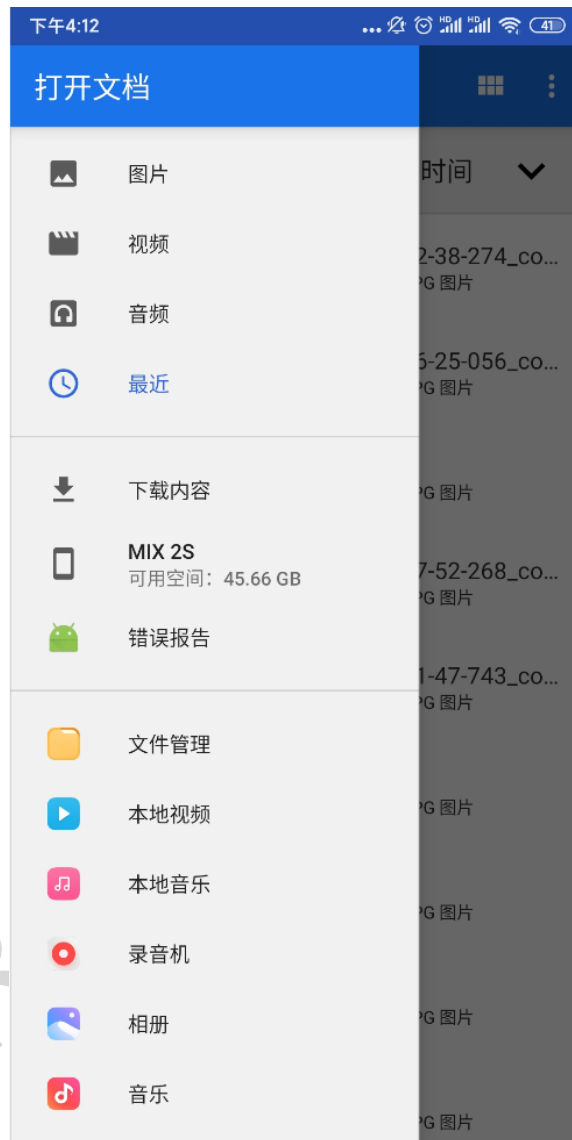 下午4:12
... HD HD 41
打开文档
时间
图片
视频
音频
最近
下载内容
MIX 2S
可用空间：45.66 GB
错误报告
文件管理
本地视频
本地音乐
录音机
相册
音乐
2-38-274_co...
PG 图片
6-25-056_co...
PG 图片
PG 图片
7-52-268_co...
PG 图片
1-47-743_co...
PG 图片
PG 图片
PG 图片
PG 图片
PG 图片